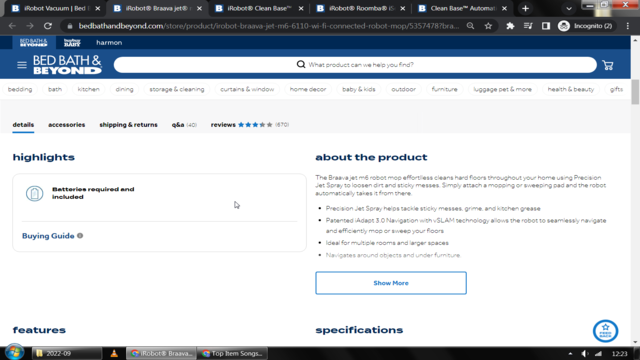 iRobot Vacuum | Bed B
iRobot® Braava jet® m
iRobot® Clean Base™
iRobot® Roomba® i3
Clean Base™ Automati
bedbathandbeyond.com/store/product/irobot-braava-jet-m6-6110-wi-fi-connected-robot-mop/5357478?bra...
Incognito (2)
BED BATH & BEYOND
buybuy BABY
harmon
BED BATH &
BEYOND
What product can we help you find?
bedding bath kitchen dining storage & cleaning curtains & window home decor baby & kids outdoor furniture luggage pet & more health & beauty gifts
details accessories shipping & returns q&a (40) reviews (670)
highlights
Batteries required and
included
Buying Guide
about the product
The Braava jet m6 robot mop effortless cleans hard floors throughout your home using Precision
Jet Spray to loosen dirt and sticky messes. Simply attach a mopping or sweeping pad and the robot
automatically takes it from there.
• Precision Jet Spray helps tackle sticky messes, grime, and kitchen grease
• Patented iAdapt 3.0 Navigation with vSLAM technology allows the robot to seamlessly navigate
and efficiently mop or sweep your floors
• Ideal for multiple rooms and larger spaces
• Navigates around objects and under furniture
Show More
features
specifications
FEED
BACK
2022-09
iRobot® Braava...
Top Item Songs...
12:23